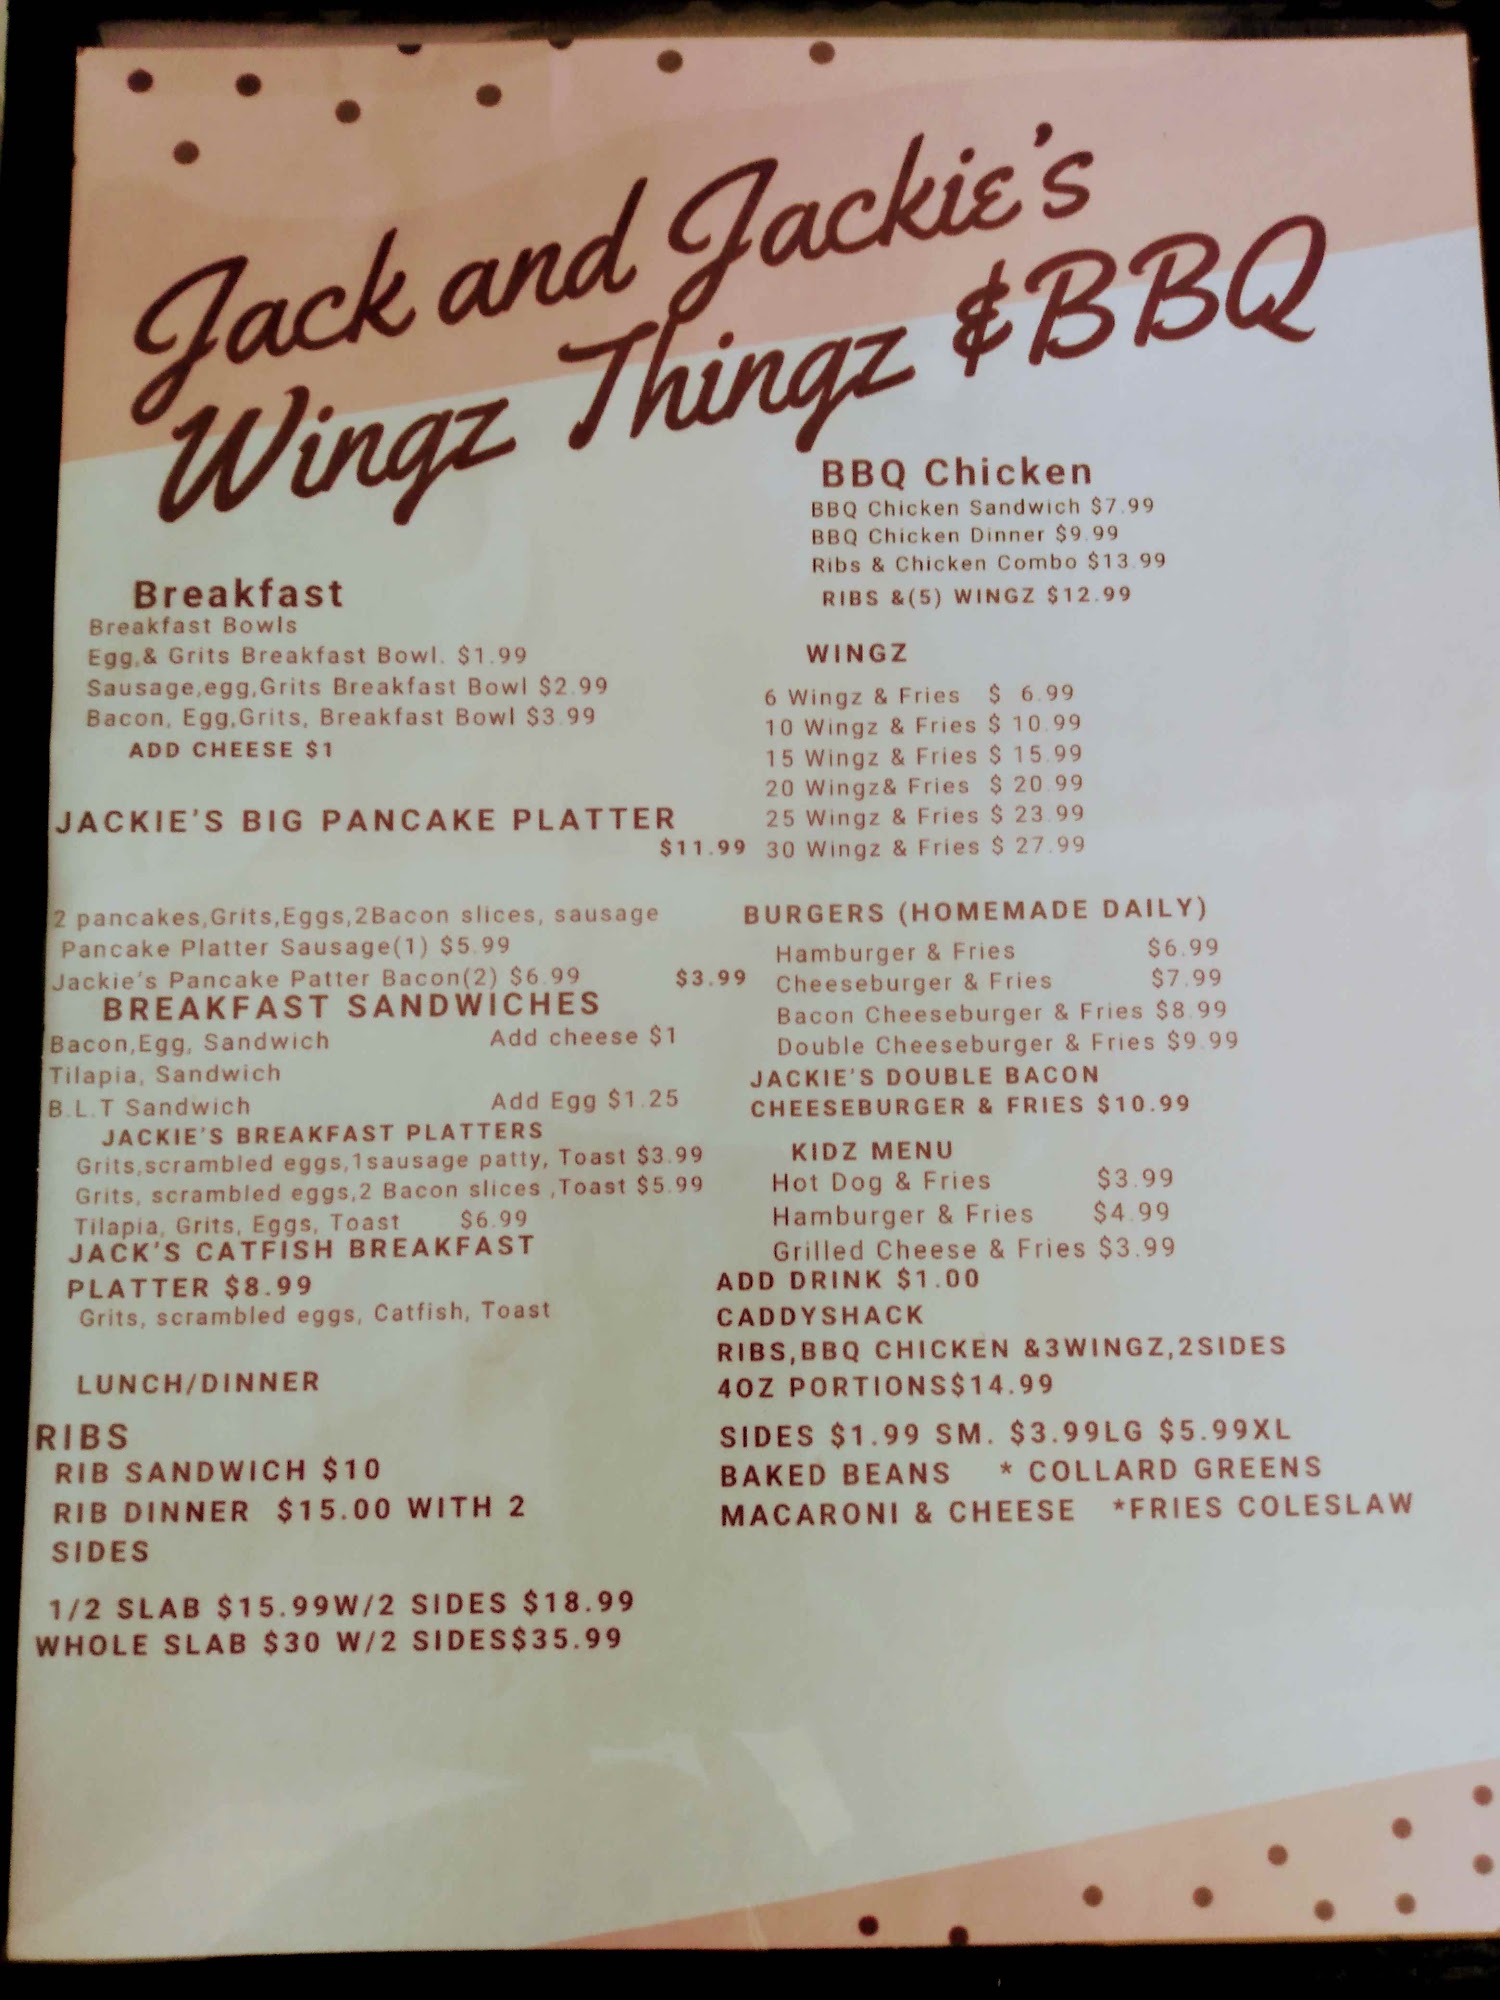 Jack and Jackie's
Wingz Thingz & BBQ
Breakfast
Breakfast Bowls
Egg,& Grits Breakfast Bowl. $1.99
Sausage,egg,Grits Breakfast Bowl $2.99
Bacon, Egg,Grits, Breakfast Bowl $3.99
ADD CHEESE $1
JACKIE'S BIG PANCAKE PLATTER
$11.99
2 pancakes,Grits,Eggs,2Bacon slices, sausage
Pancake Platter Sausage(1) $5.99
Jackie's Pancake Patter Bacon(2) $6.99
BREAKFAST SANDWICHES $3.99
Bacon,Egg, Sandwich Add cheese $1
Tilapia, Sandwich
B.L.T Sandwich Add Egg $1.25
JACKIE'S BREAKFAST PLATTERS
Grits,scrambled eggs,1sausage patty, Toast $3.99
Grits, scrambled eggs,2 Bacon slices ,Toast $5.99
Tilapia, Grits, Eggs, Toast $6.99
JACK'S CATFISH BREAKFAST
PLATTER $8.99
Grits, scrambled eggs, Catfish, Toast
LUNCH/DINNER
RIBS
RIB SANDWICH $10
RIB DINNER $15.00 WITH 2
SIDES
1/2 SLAB $15.99W/2 SIDES $18.99
WHOLE SLAB $30 W/2 SIDES$35.99
BBQ Chicken
BBQ Chicken Sandwich $7.99
BBQ Chicken Dinner $9.99
Ribs & Chicken Combo $13.99
RIBS &(5) WINGZ $12.99
WINGZ
6 Wingz & Fries $ 6.99
10 Wingz & Fries $ 10.99
15 Wingz & Fries $ 15.99
20 Wingz& Fries $ 20.99
25 Wingz & Fries $ 23.99
30 Wingz & Fries $ 27.99
BURGERS (HOMEMADE DAILY)
Hamburger & Fries $6.99
Cheeseburger & Fries $7.99
Bacon Cheeseburger & Fries $8.99
Double Cheeseburger & Fries $9.99
JACKIE'S DOUBLE BACON
CHEESEBURGER & FRIES $10.99
KIDZ MENU
Hot Dog & Fries $3.99
Hamburger & Fries $4.99
Grilled Cheese & Fries $3.99
ADD DRINK $1.00
CADDYSHACK
RIBS,BBQ CHICKEN &3WINGZ,2SIDES
4OZ PORTIONS$14.99
SIDES $1.99 SM. $3.99LG $5.99XL
BAKED BEANS * COLLARD GREENS
MACARONI & CHEESE *FRIES COLESLAW